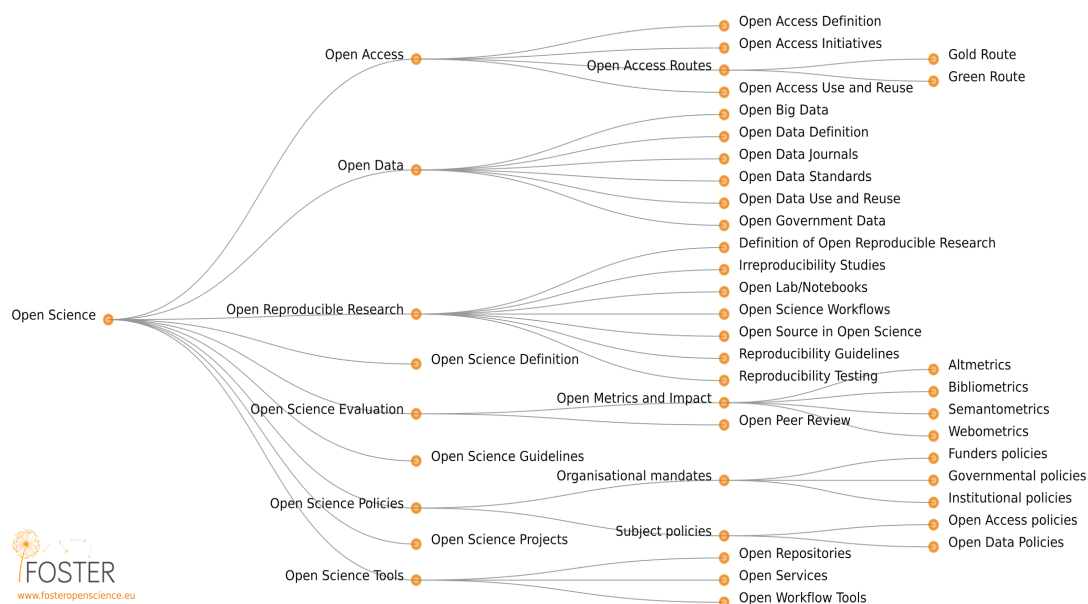 Open Science
Open Access
Open Access Definition
Open Access Initiatives
Open Access Routes
Gold Route
Green Route
Open Access Use and Reuse
Open Data
Open Big Data
Open Data Definition
Open Data Journals
Open Data Standards
Open Data Use and Reuse
Open Government Data
Open Reproducible Research
Definition of Open Reproducible Research
Irreproducibility Studies
Open Lab/Notebooks
Open Science Workflows
Open Source in Open Science
Reproducibility Guidelines
Reproducibility Testing
Open Science Definition
Open Science Evaluation
Open Metrics and Impact
Altmetrics
Bibliometrics
Semantometrics
Webometrics
Open Peer Review
Open Science Guidelines
Open Science Policies
Organisational mandates
Funders policies
Governmental policies
Institutional policies
Subject policies
Open Access policies
Open Data Policies
Open Science Projects
Open Science Tools
Open Repositories
Open Services
Open Workflow Tools
FOSTER
www.fosteropenscience.eu